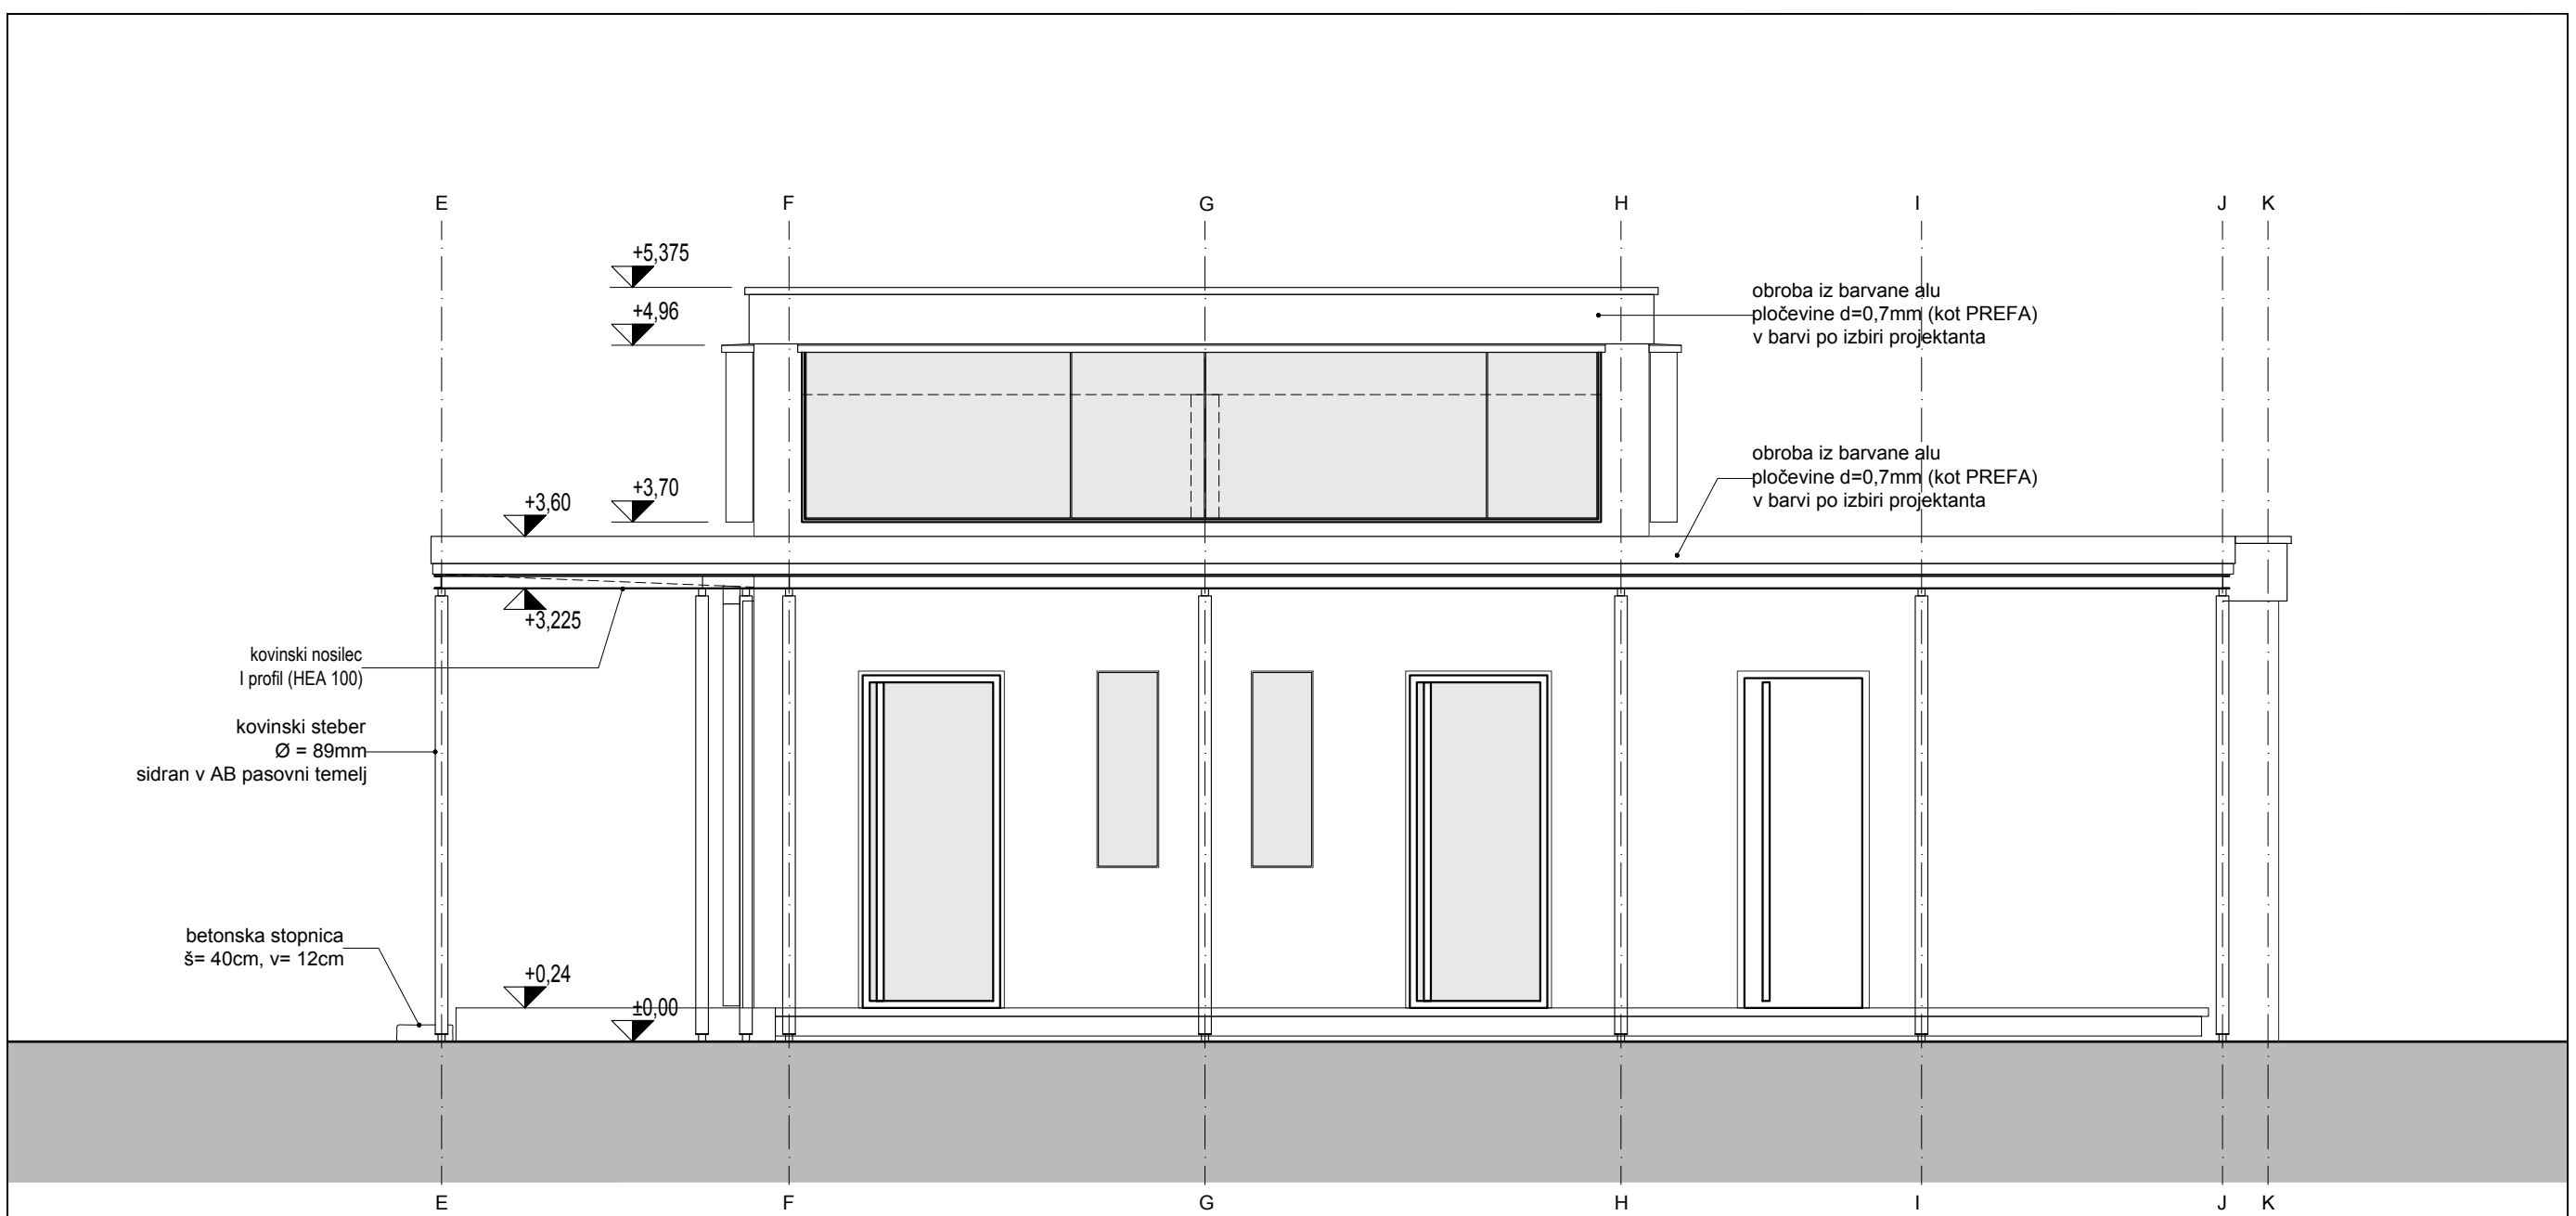 E F G H I J K
+5,375
+4,96
obroba iz barvane alu
pločevine d=0,7mm (kot PREFA)
v barvi po izbiri projektanta
obroba iz barvane alu
pločevine d=0,7mm (kot PREFA)
v barvi po izbiri projektanta
+3,70
+3,60
+3,225
kovinski nosilec
I profil (HEA 100)
kovinski steber
Ø = 89mm
sidran v AB pasovni temelj
betonska stopnica
š= 40cm, v= 12cm
+0,24
±0,00
E F G H I J K